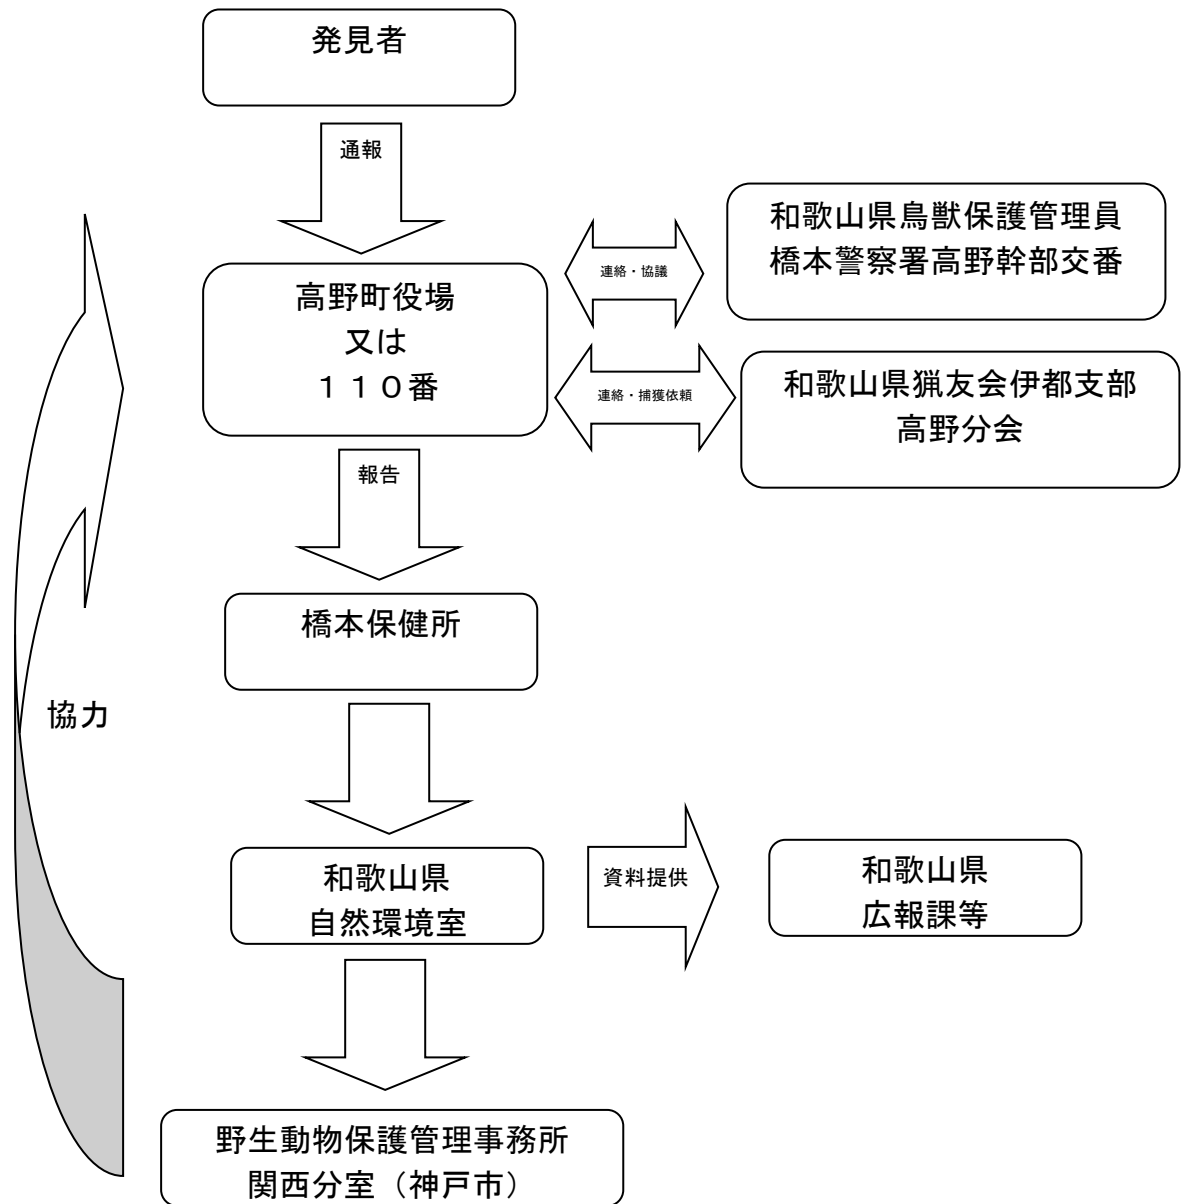 発見者
通報
高野町役場
又は
１１０番
連絡・協議
和歌山県鳥獣保護管理員
橋本警察署高野幹部交番
連絡・捕獲依頼
和歌山県猟友会伊都支部
高野分会
報告
橋本保健所
協力
和歌山県
自然環境室
資料提供
和歌山県
広報課等
野生動物保護管理事務所
関西分室（神戸市）